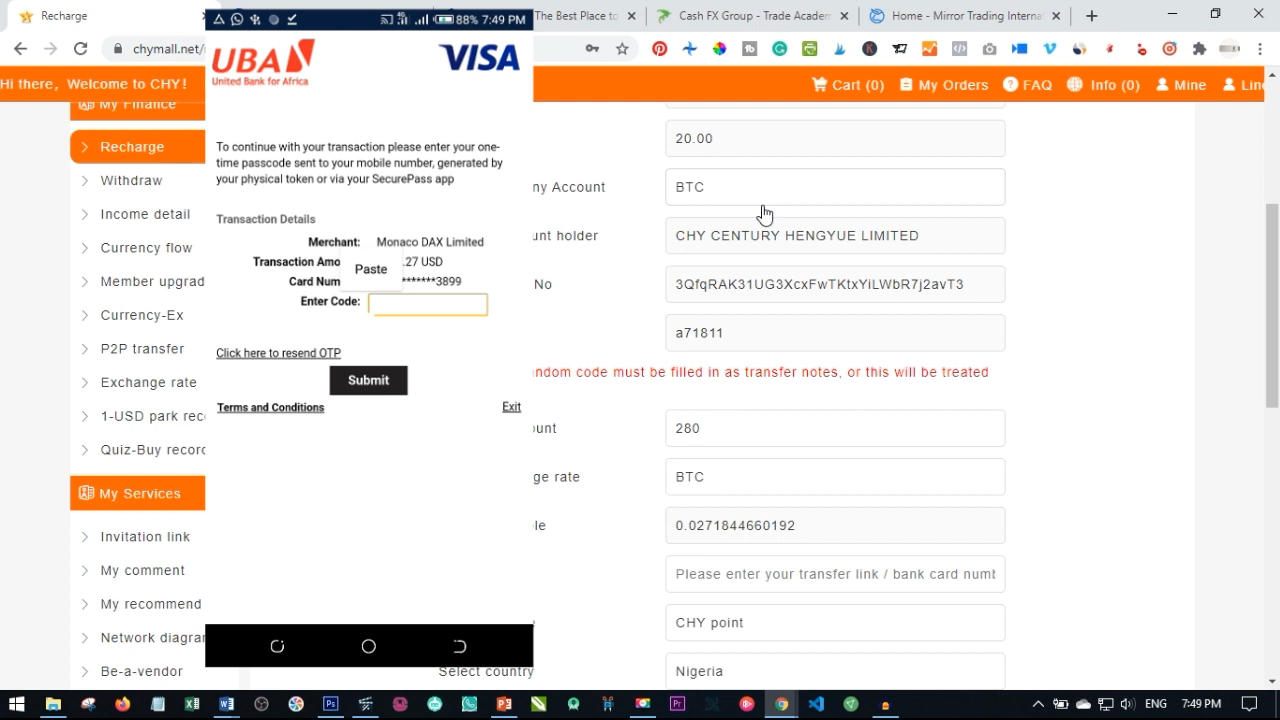 88% 7:49 PM
Recharge
The Best Place to
Cash FX Group - Trade Acader
Home - Mirror Trading Interna
chymall.net/
Hi there, Welcome to CHY!
Cart (0)
My Orders
FAQ
Info (0)
Mine
Line
My Finance
Recharge
Withdraw
Income detail
Currency flow
Member upgrad
Currency-Ex
P2P transfer
Exchange rate
1-USD park reco
Quiz-Buy record
My Services
Invitation link
My comment
My recommend
Network diagram
Be-a-vendor
UBA
United Bank for Africa
VISA
To continue with your transaction please enter your one-
time passcode sent to your mobile number, generated by
your physical token or via your SecurePass app
Transaction Details
Merchant: Monaco DAX Limited
Transaction Amo .27 USD
Card Num *******3899
Paste
Enter Code:
Click here to resend OTP
Submit
Terms and Conditions
Exit
20.00
ny Account BTC
unt holder CHY CENTURY HENGYUE LIMITED
No 3QfqRAK31UG3XcxFwTKtxYiLWbR7j2avT3
a71811
ndom code must be filled in as transfer notes, or this will be treated
ount 280
ge rate BTC
le 0.0271844660192
Please enter your transfer link / bank card numb
CHY point
Select country Nigeria
ENG 7:49 PM